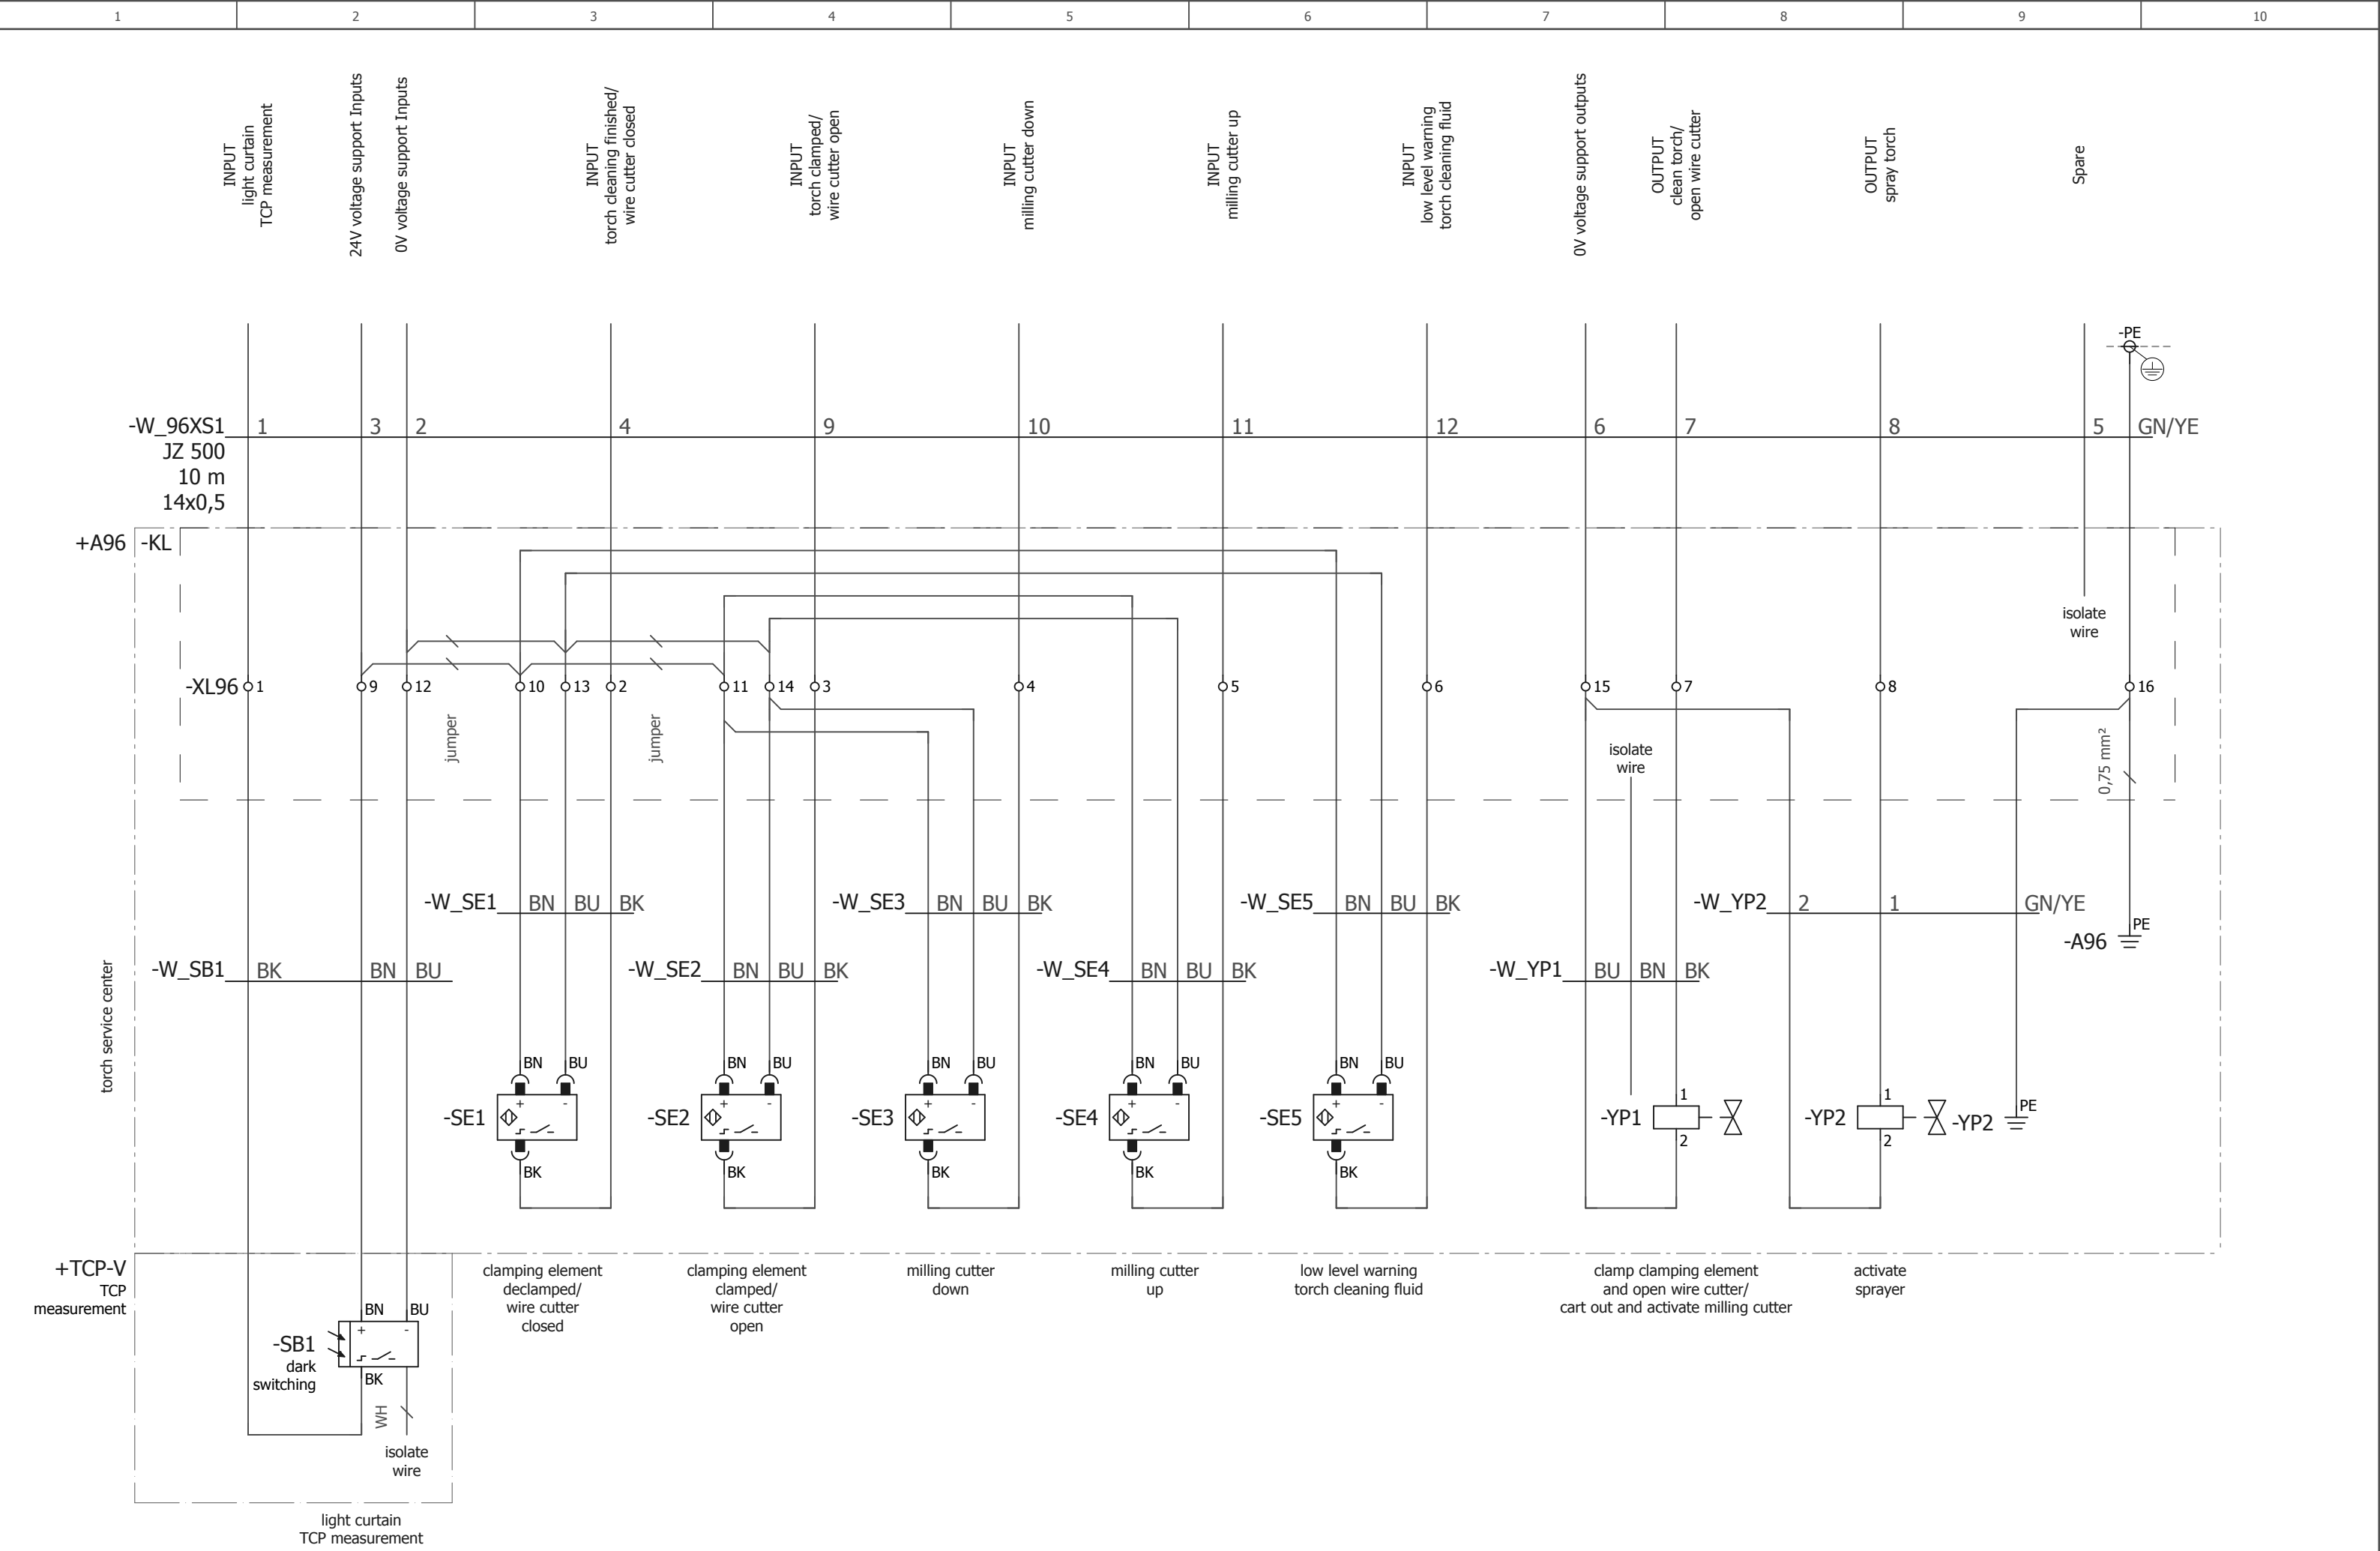 1 2 3 4 5 6 7 8 9 10
INPUT
light curtain
TCP measurement
24V voltage support Inputs
0V voltage support Inputs
INPUT
torch cleaning finished/
wire cutter closed
INPUT
torch clamped/
wire cutter open
INPUT
milling cutter down
INPUT
milling cutter up
INPUT
low level warning
torch cleaning fluid
0V voltage support outputs
OUTPUT
clean torch/
open wire cutter
OUTPUT
spray torch
Spare
-PE
-W_96XS1 1 3 2 4 9 10 11 12 6 7 8 5 GN/YE
JZ 500
10 m
14x0,5
+A96 -KL
isolate
wire
-XL96 1 9 12 10 13 2 11 14 3 4 5 6 15 7 8 16
jumper
jumper
isolate
wire
0,75 mm²
-W_SE1 BN BU BK
-W_SE3 BN BU BK
-W_SE5 BN BU BK
-W_YP2 2 1 GN/YE
PE
-A96
torch service center
-W_SB1 BK BN BU
-W_SE2 BN BU BK
-W_SE4 BN BU BK
-W_YP1 BU BN BK
BN BU BN BU BN BU BN BU BN BU
+ - + - + - + - + -
1 1 PE
-SE1 -SE2 -SE3 -SE4 -SE5 -YP1 -YP2 -YP2
2 2
BK BK BK BK BK
+TCP-V
TCP
measurement
clamping element
declamped/
wire cutter
closed
clamping element
clamped/
wire cutter
open
milling cutter
down
milling cutter
up
low level warning
torch cleaning fluid
clamp clamping element
and open wire cutter/
cart out and activate milling cutter
activate
sprayer
BN BU
+ -
-SB1
dark
switching
BK
WH
isolate
wire
light curtain
TCP measurement